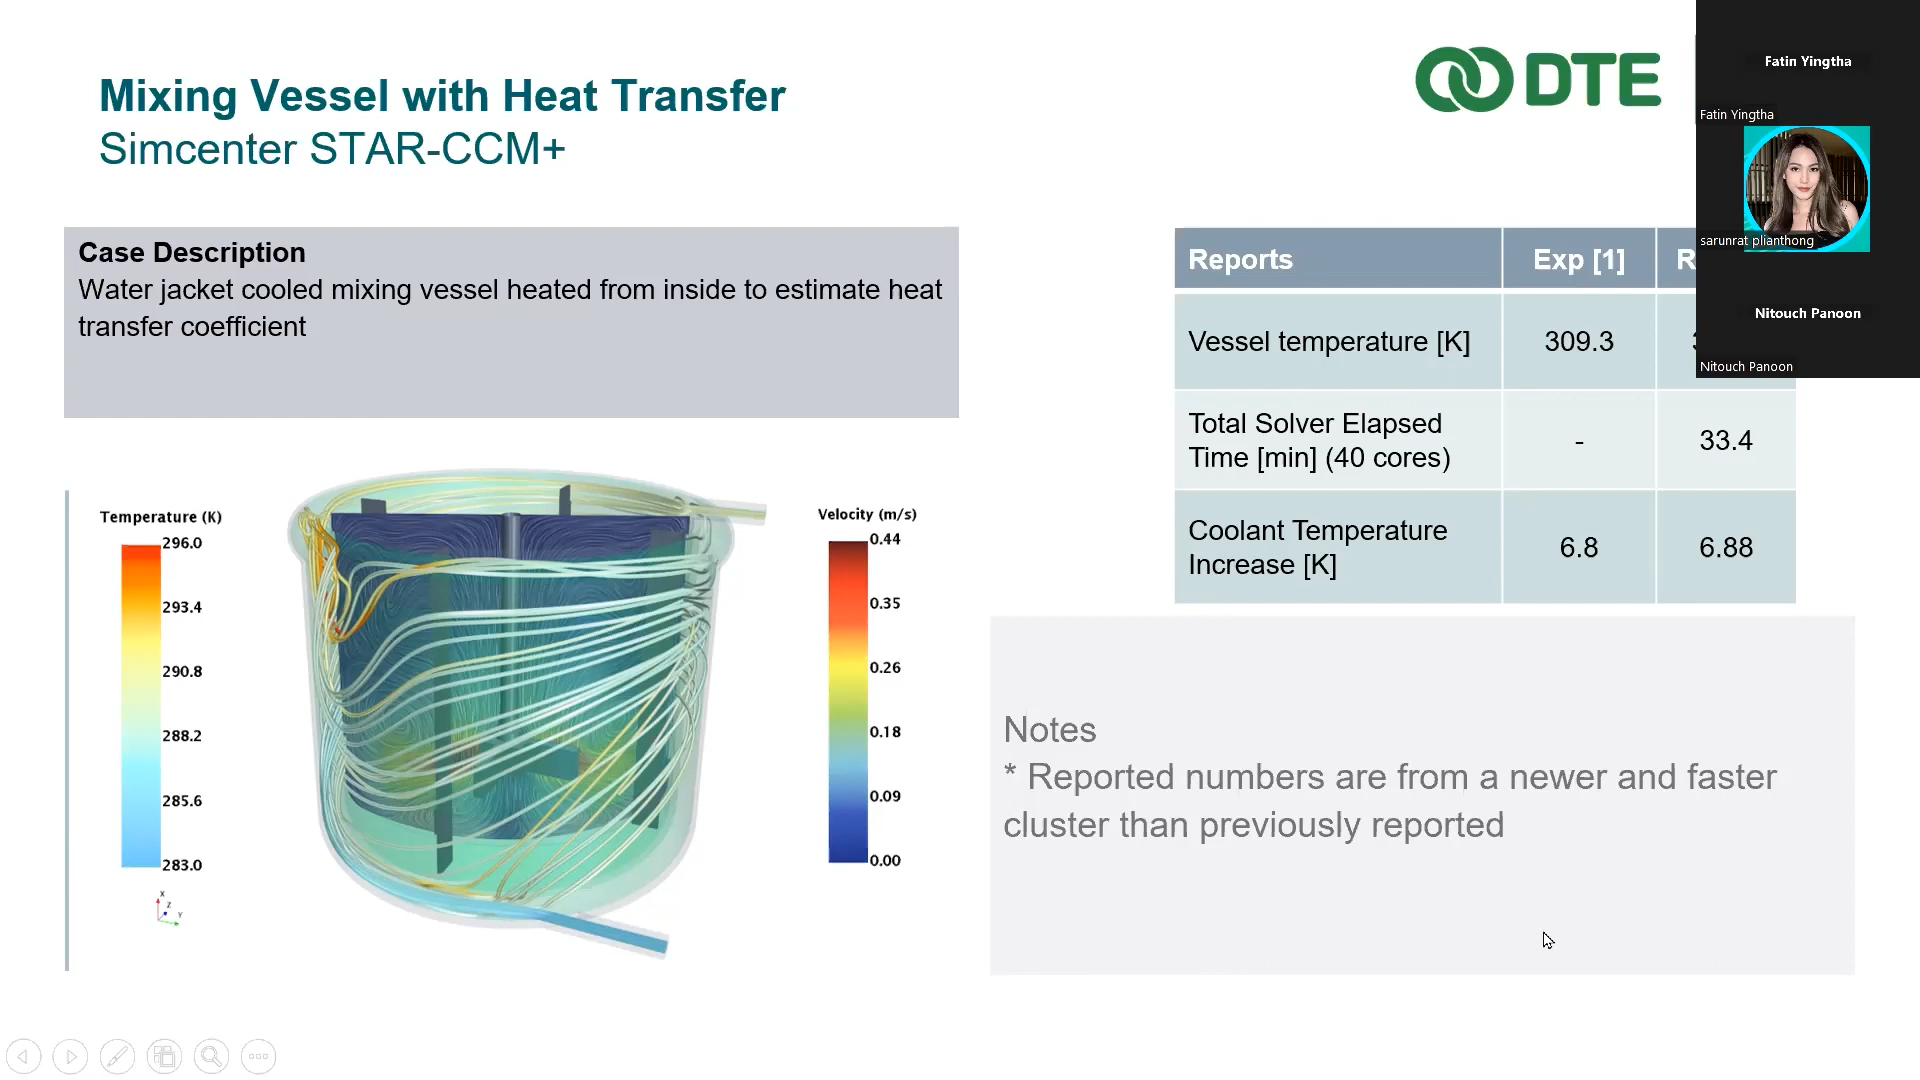 Mixing Vessel with Heat Transfer
Simcenter STAR-CCM+
DTE
Fatin Yingtha
Fatin Yingtha
sarunrat plianthong
Nitouch Panoon
Nitouch Panoon
Case Description
Water jacket cooled mixing vessel heated from inside to estimate heat
transfer coefficient
Reports Exp [1]
Vessel temperature [K] 309.3
Total Solver Elapsed
Time [min] (40 cores) - 33.4
Coolant Temperature
Increase [K] 6.8 6.88
Temperature (K)
296.0
293.4
290.8
288.2
285.6
283.0
X
Z
Y
Velocity (m/s)
0.44
0.35
0.26
0.18
0.09
0.00
Notes
* Reported numbers are from a newer and faster
cluster than previously reported